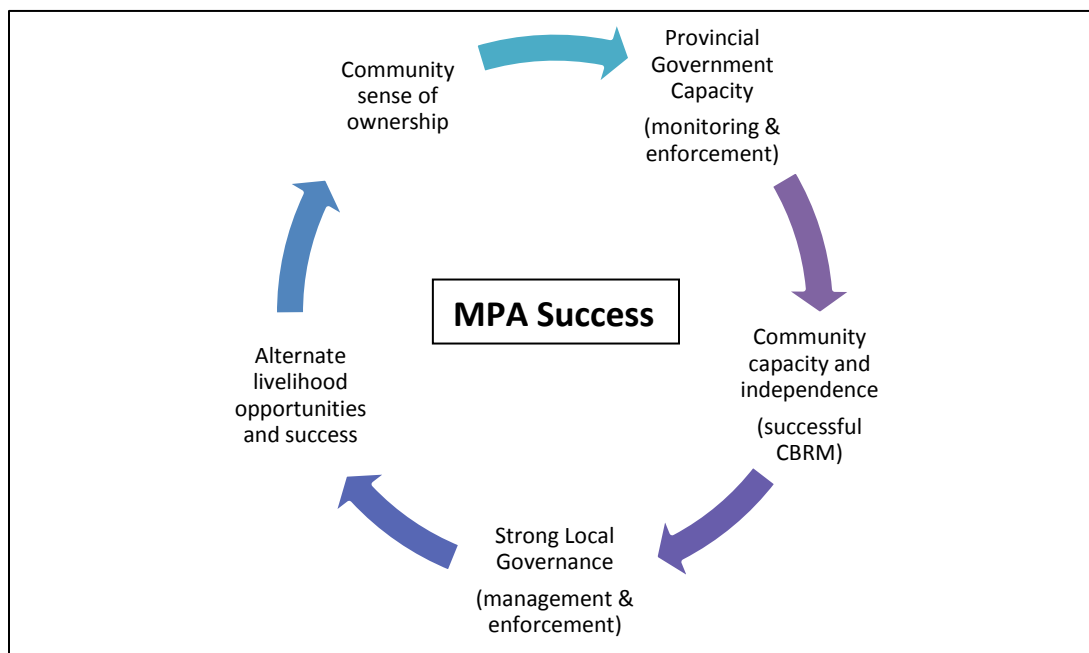 Community
sense of
ownership
Provincial
Government
Capacity
(monitoring &
enforcement)
MPA Success
Community
capacity and
independence
(successful
CBRM)
Strong Local
Governance
(management &
enforcement)
Alternate
livelihood
opportunities
and success